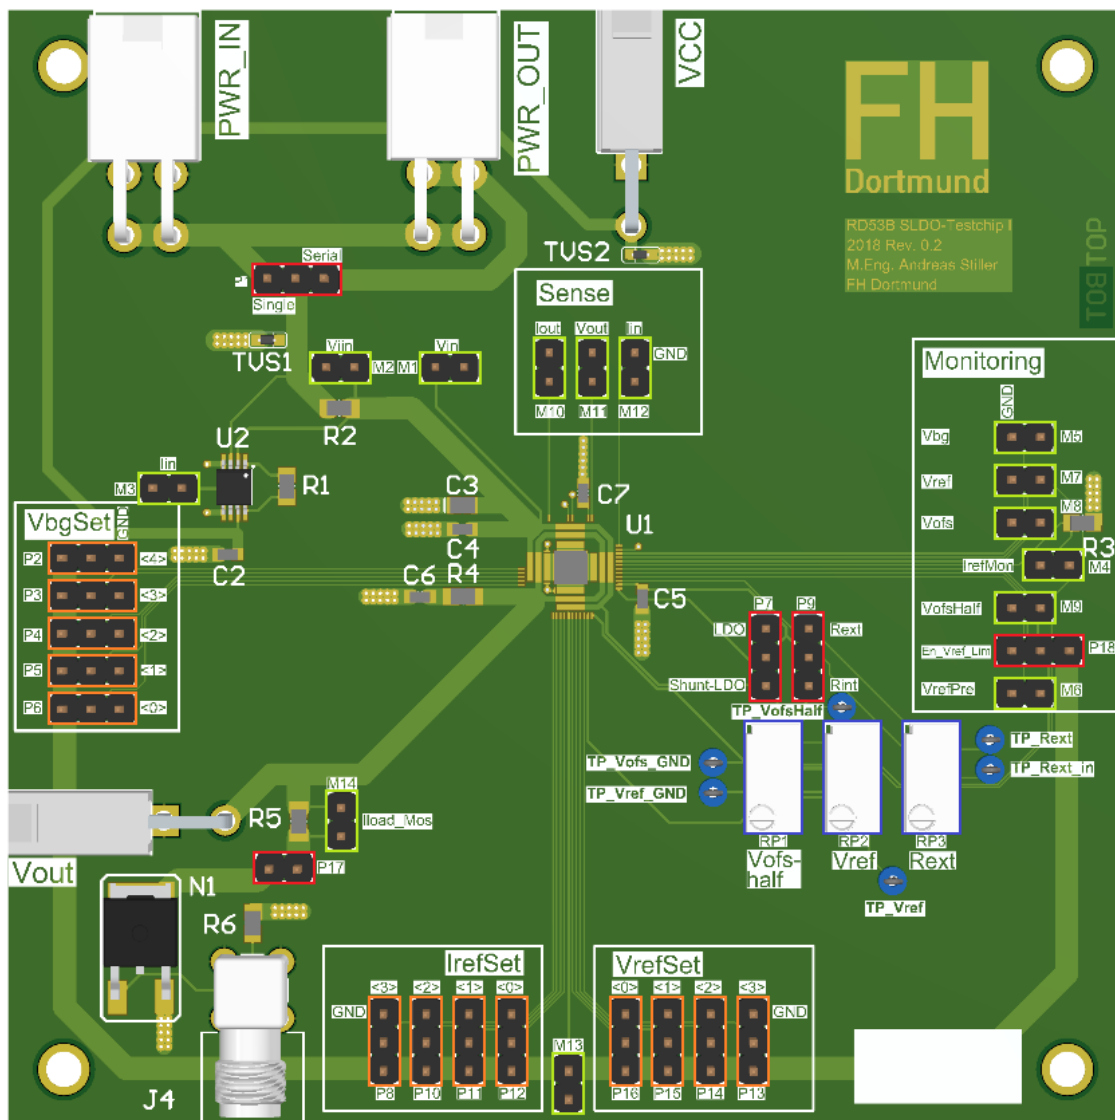 PWR_IN
PWR_OUT
VCC
FH
Dortmund
RD53B SLDO-Testchip I
2018 Rev. 0.2
M.Eng. Andreas Stiller
FH Dortmund
TOP
BOT
TVS2
Serial
Single
TVS1
Sense
Iout
Vout
Iin
GND
M10
M11
M12
Viin
M2
M1
Vin
R2
U2
Iin
M3
R1
C2
C3
C4
C6
R4
C7
U1
C5
VbgSet
GND
P2
<4>
P3
<3>
P4
<2>
P5
<1>
P6
<0>
Monitoring
GND
Vbg
M5
Vref
M7
M8
Vofs
R3
IrefMon
M4
VofsHalf
M9
En_Vref_Lim
P18
VrefPre
M6
P7
P9
LDO
Rext
Shunt-LDO
Rint
TP_VofsHalf
TP_Vofs_GND
TP_Vref_GND
TP_Rext
TP_Rext_in
RP1
RP2
RP3
Vofs-
half
Vref
Rext
TP_Vref
Vout
R5
M14
Iload_Mos
P17
N1
R6
J4
IrefSet
<3>
<2>
<1>
<0>
GND
P8
P10
P11
P12
M13
VrefSet
<0>
<1>
<2>
<3>
GND
P16
P15
P14
P13